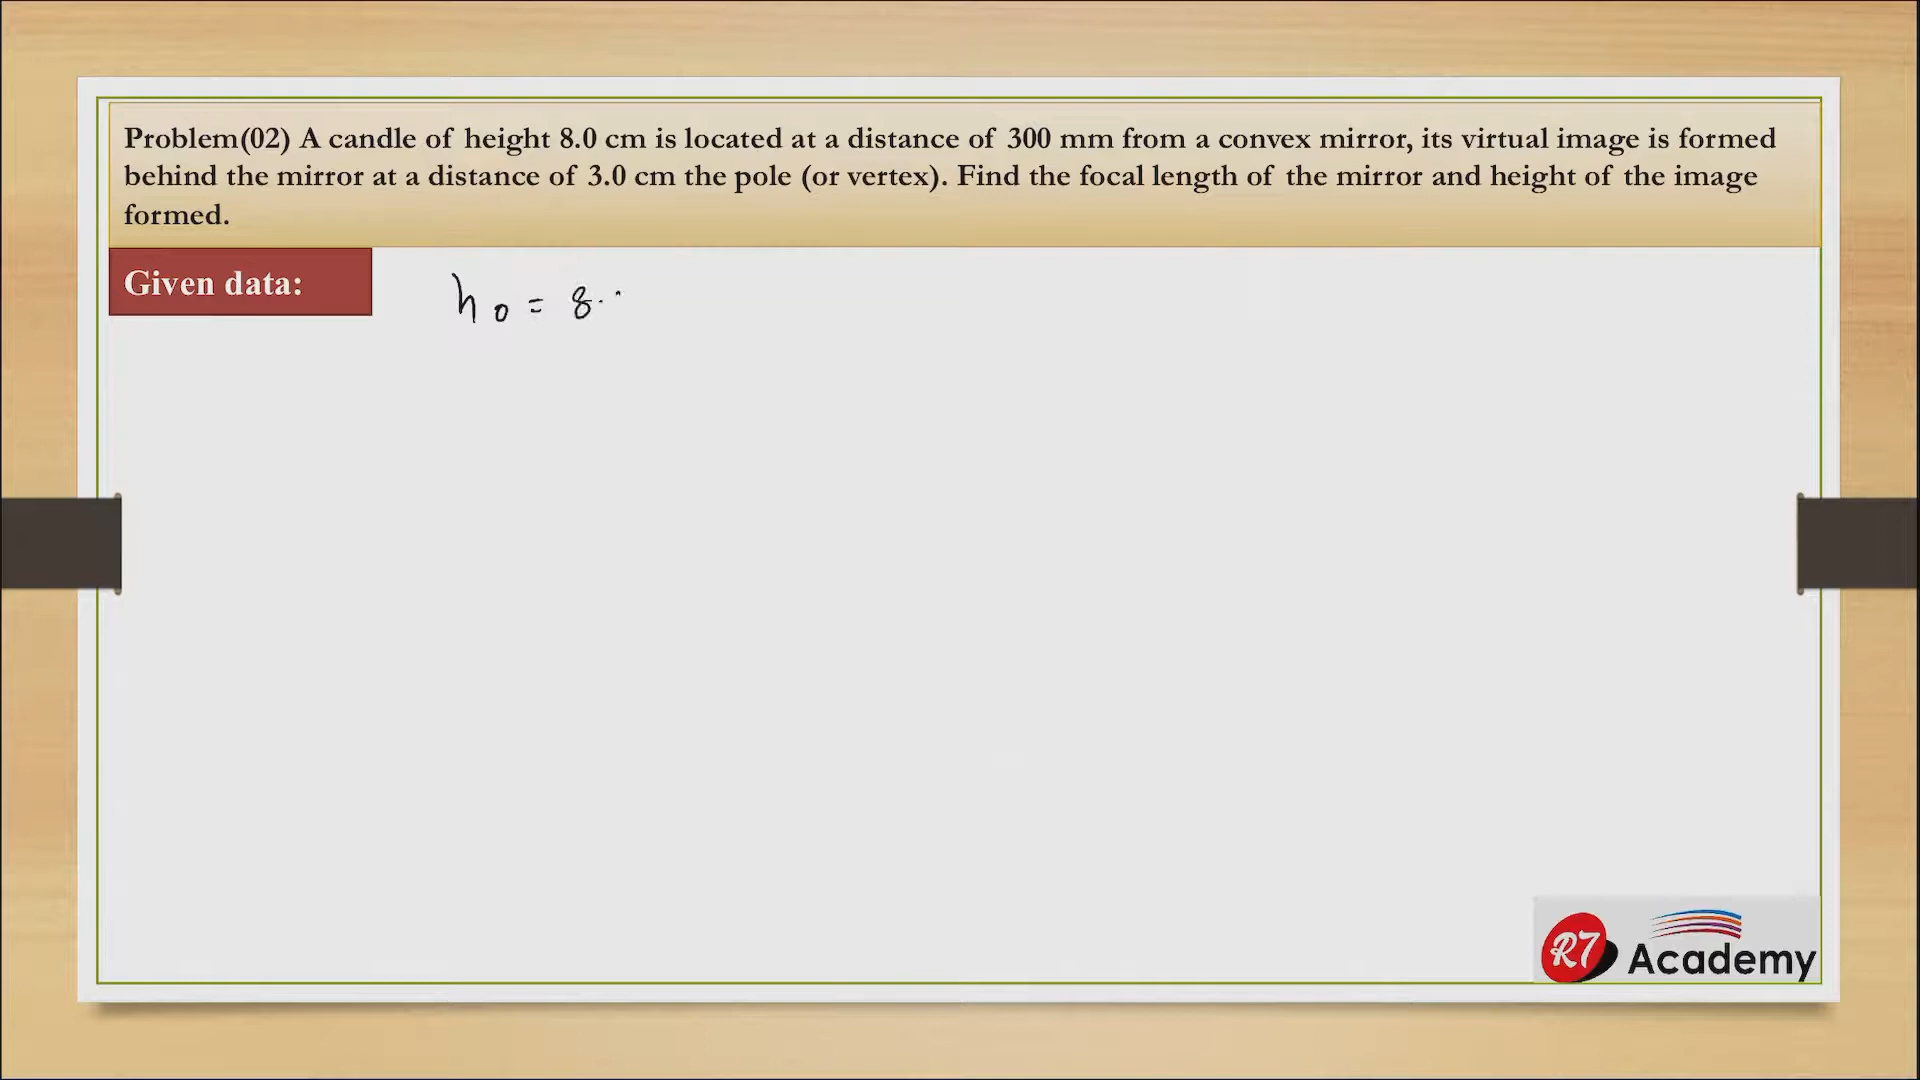 Problem(02) A candle of height 8.0 cm is located at a distance of 300 mm from a convex mirror, its virtual image is formed
behind the mirror at a distance of 3.0 cm the pole (or vertex). Find the focal length of the mirror and height of the image
formed.
Given data:
h₀ = 8.
R7 Academy